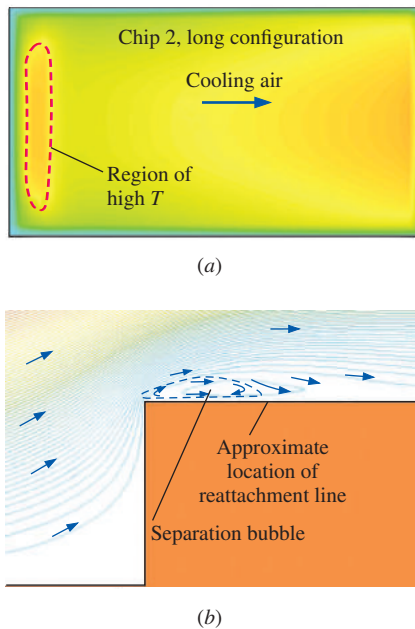 Chip 2, long configuration
Cooling air
Region of
high T
(a)
Approximate
location of
reattachment line
Separation bubble
(b)